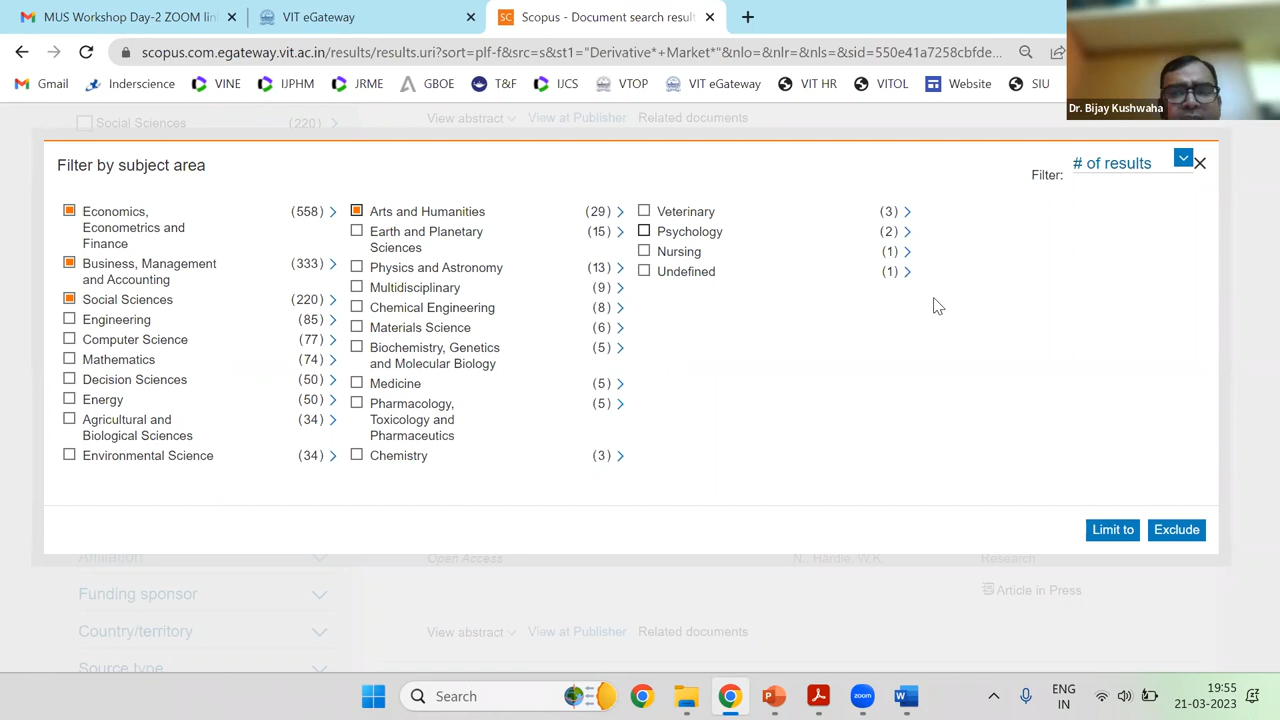 MUS Workshop Day-2 ZOOM lin
VIT eGateway
SC Scopus - Document search result
scopus.com.egateway.vit.ac.in/results/results.uri?sort=plf-f&src=s&st1="Derivative*+Market*"&nlo=&nlr=&nls=&sid=550e41a7258cbfde...
Gmail
Inderscience
VINE
IJPHM
JRME
GBOE
T&F
IJCS
VTOP
VIT eGateway
VIT HR
VITOL
Website
SIU
Dr. Bijay Kushwaha
Social Sciences (220)
View abstract
View at Publisher
Related documents
Filter by subject area
Filter: # of results
Economics,
Econometrics and
Finance
(558)
Business, Management
and Accounting
(333)
Social Sciences (220)
Engineering (85)
Computer Science (77)
Mathematics (74)
Decision Sciences (50)
Energy (50)
Agricultural and
Biological Sciences
(34)
Environmental Science (34)
Arts and Humanities (29)
Earth and Planetary
Sciences
(15)
Physics and Astronomy (13)
Multidisciplinary (9)
Chemical Engineering (8)
Materials Science (6)
Biochemistry, Genetics
and Molecular Biology
(5)
Medicine (5)
Pharmacology,
Toxicology and
Pharmaceutics
(5)
Chemistry (3)
Veterinary (3)
Psychology (2)
Nursing (1)
Undefined (1)
Limit to
Exclude
Affiliation
Open Access
N., Härdle, W.K.
Research
Article in Press
Funding sponsor
Country/territory
View abstract
View at Publisher
Related documents
Source type
Search
zoom
ENG
IN
19:55
21-03-2023